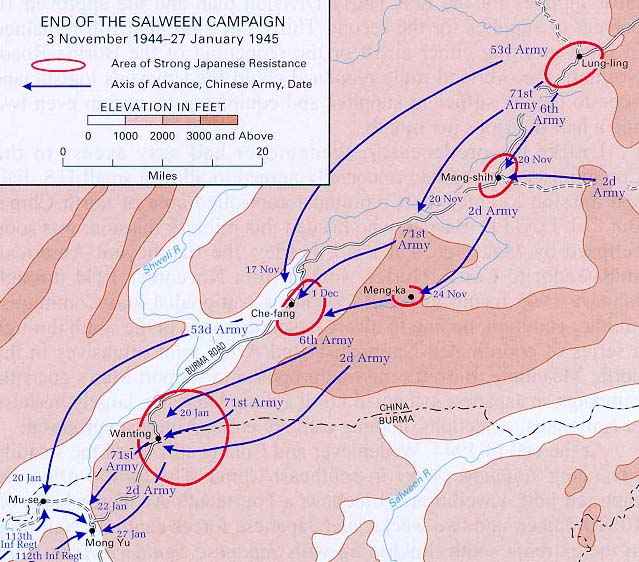 END OF THE SALWEEN CAMPAIGN
3 November 1944–27 January 1945
Area of Strong Japanese Resistance
Axis of Advance, Chinese Army, Date
ELEVATION IN FEET
0 1000 2000 3000 and Above
0 20
Miles
53d Army
Lung-ling
71st
Army
6th
Army
20 Nov
Mang-shih
2d
Army
20 Nov
2d Army
71st
Army
Shweli R
17 Nov
1 Dec
Meng-ka
24 Nov
Che-fang
53d Army
6th Army
BURMA ROAD
2d Army
20 Jan
71st Army
CHINA
BURMA
Wanting
71st
Army
20 Jan
Salween R
2d Army
Mu-se
22 Jan
113th
Inf Regt
27 Jan
Mong Yu
112th Inf Regt